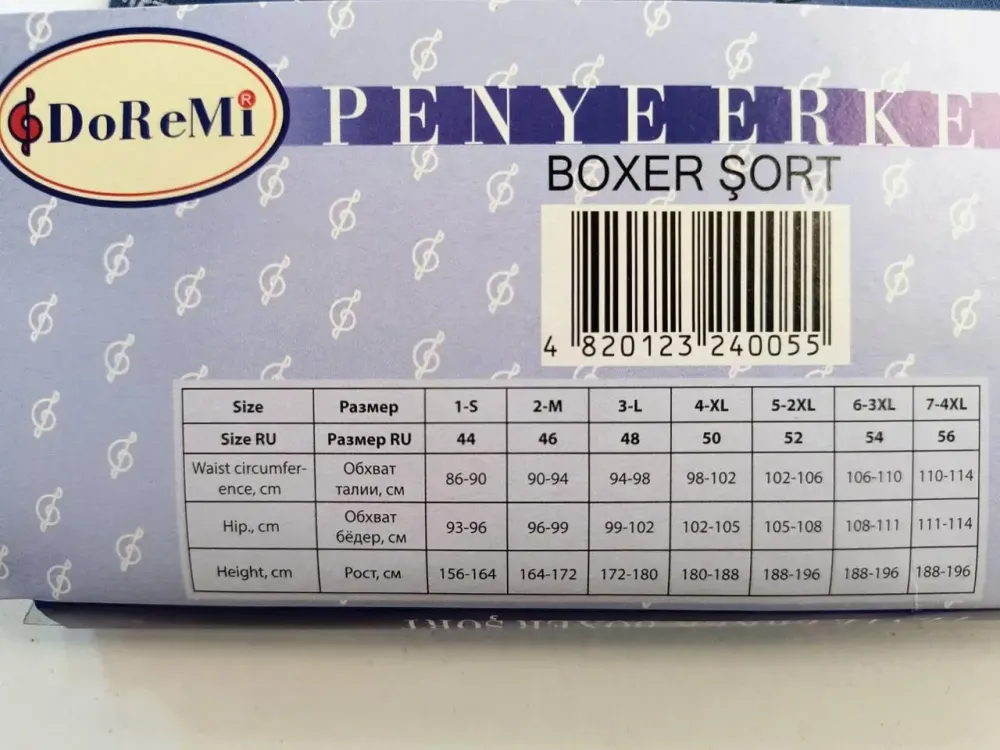 DoReMi®
PENYE ERKE
BOXER ŞORT
4 820123 240055
Size Размер 1-S 2-M 3-L 4-XL 5-2XL 6-3XL 7-4XL
Size RU Размер RU 44 46 48 50 52 54 56
Waist circumfer-
ence, cm Обхват
талии, см 86-90 90-94 94-98 98-102 102-106 106-110 110-114
Hip., cm Обхват
бёдер, см 93-96 96-99 99-102 102-105 105-108 108-111 111-114
Height, cm Рост, см 156-164 164-172 172-180 180-188 188-196 188-196 188-196